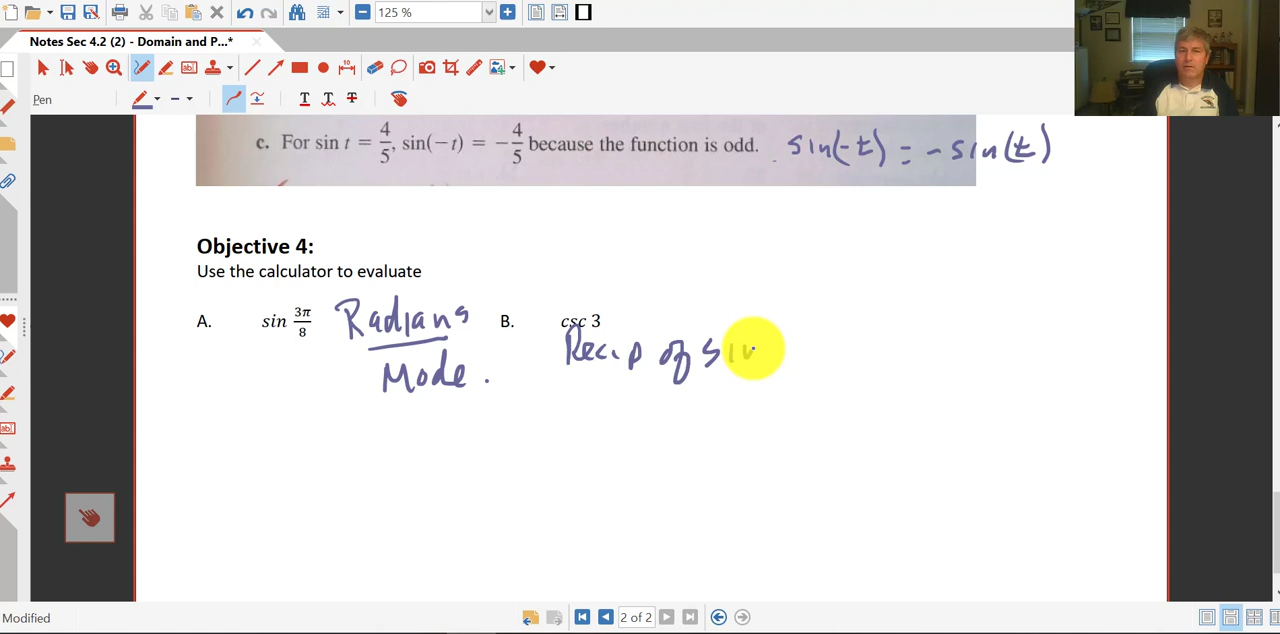 125 %
Notes Sec 4.2 (2) - Domain and P...*
Pen
c. For sin t = 4/5, sin(−t) = −4/5 because the function is odd. sin(-t) = - sin(t)
Objective 4:
Use the calculator to evaluate
A. sin 3π/8 Radians Mode. B. csc 3
Recip of sin
Modified
2 of 2